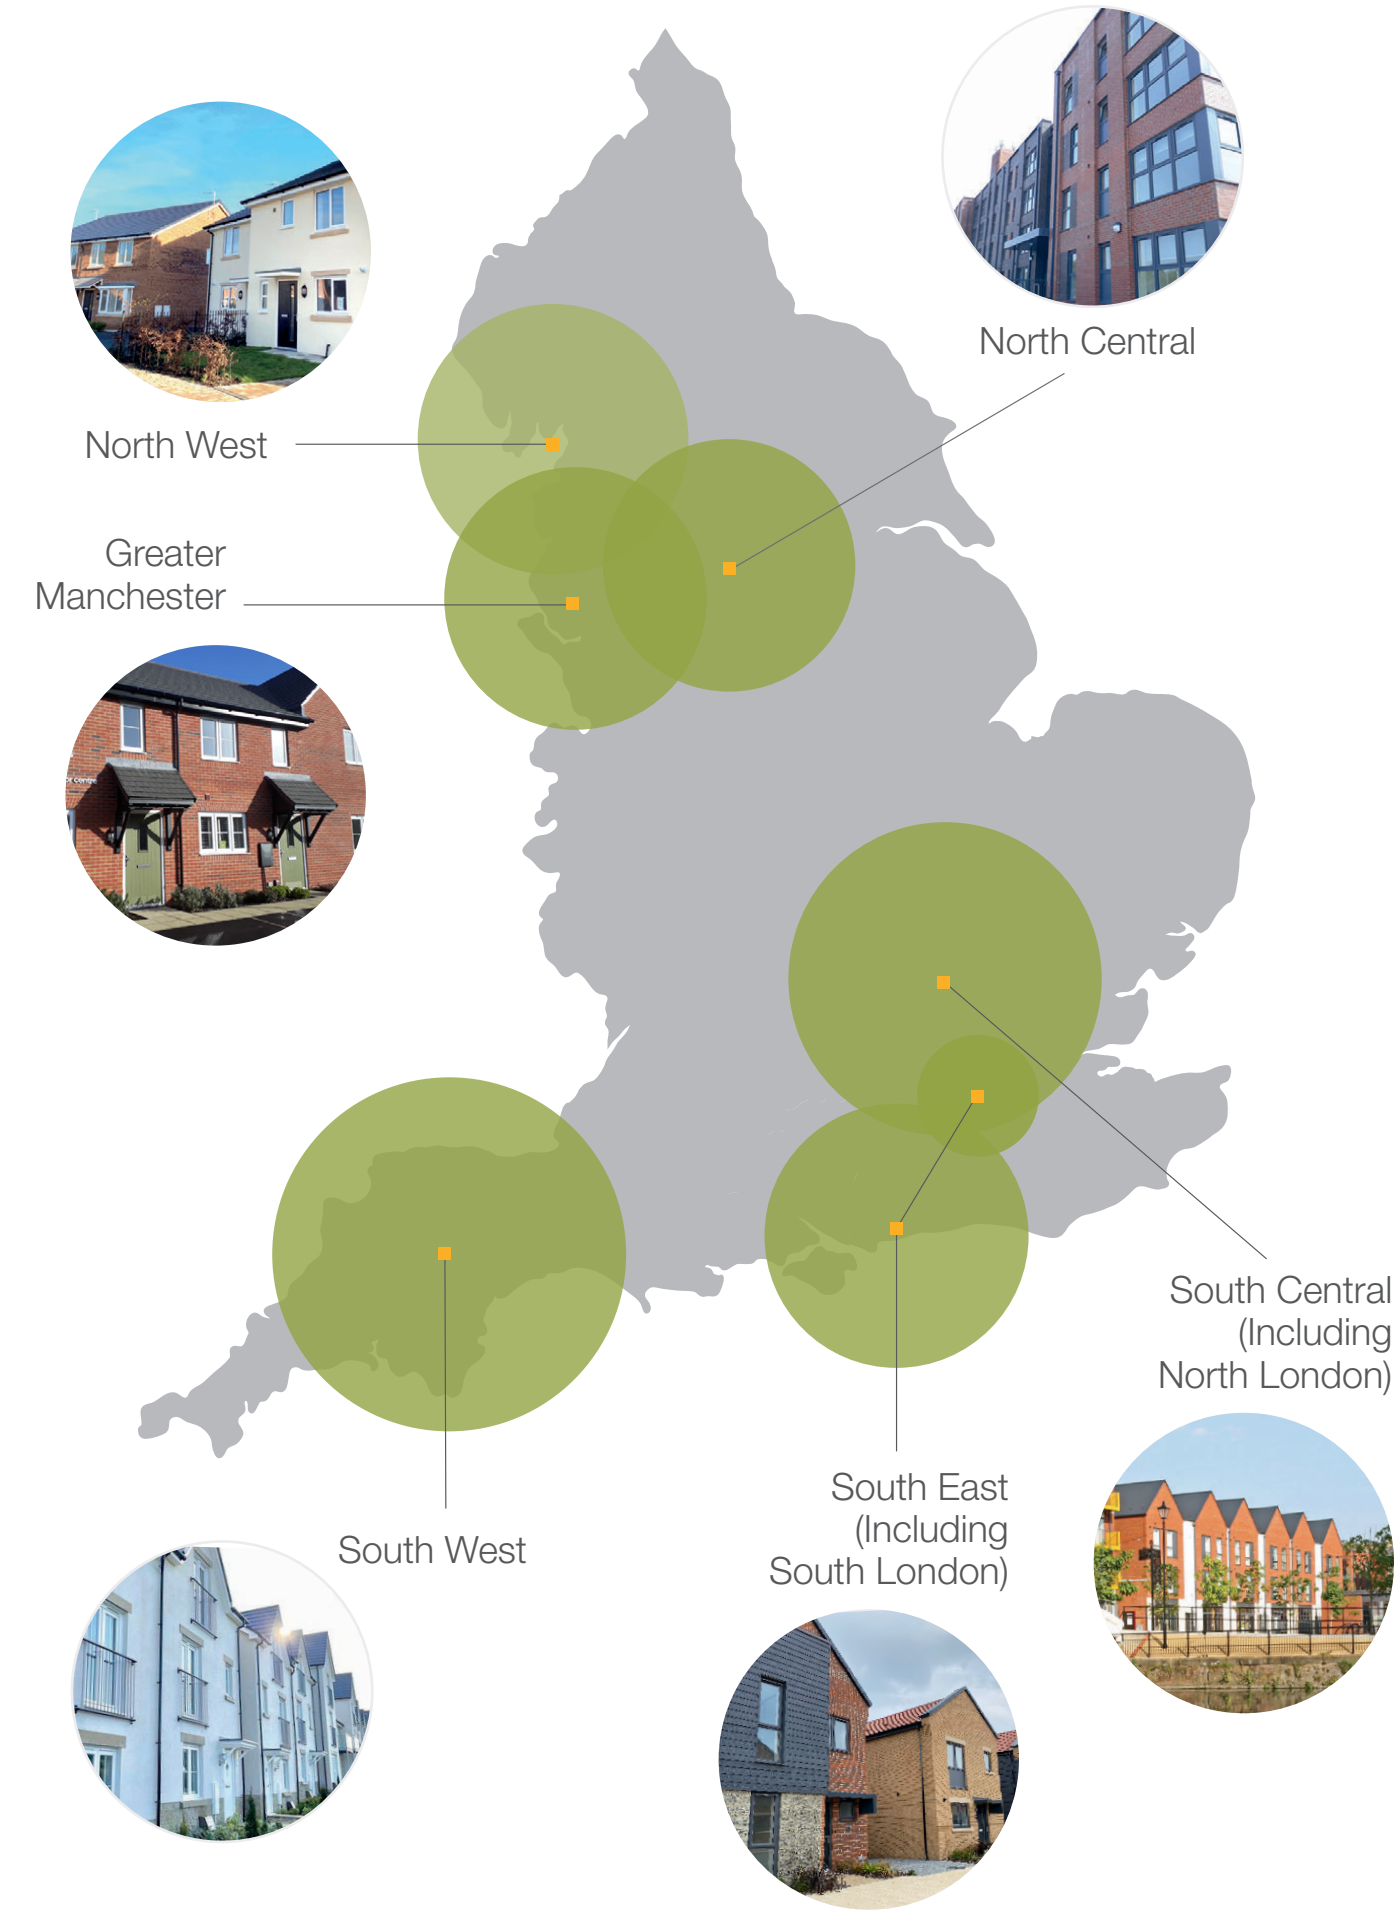 North Central
North West
Greater
Manchester
South Central
(Including
North London)
South East
(Including
South London)
South West